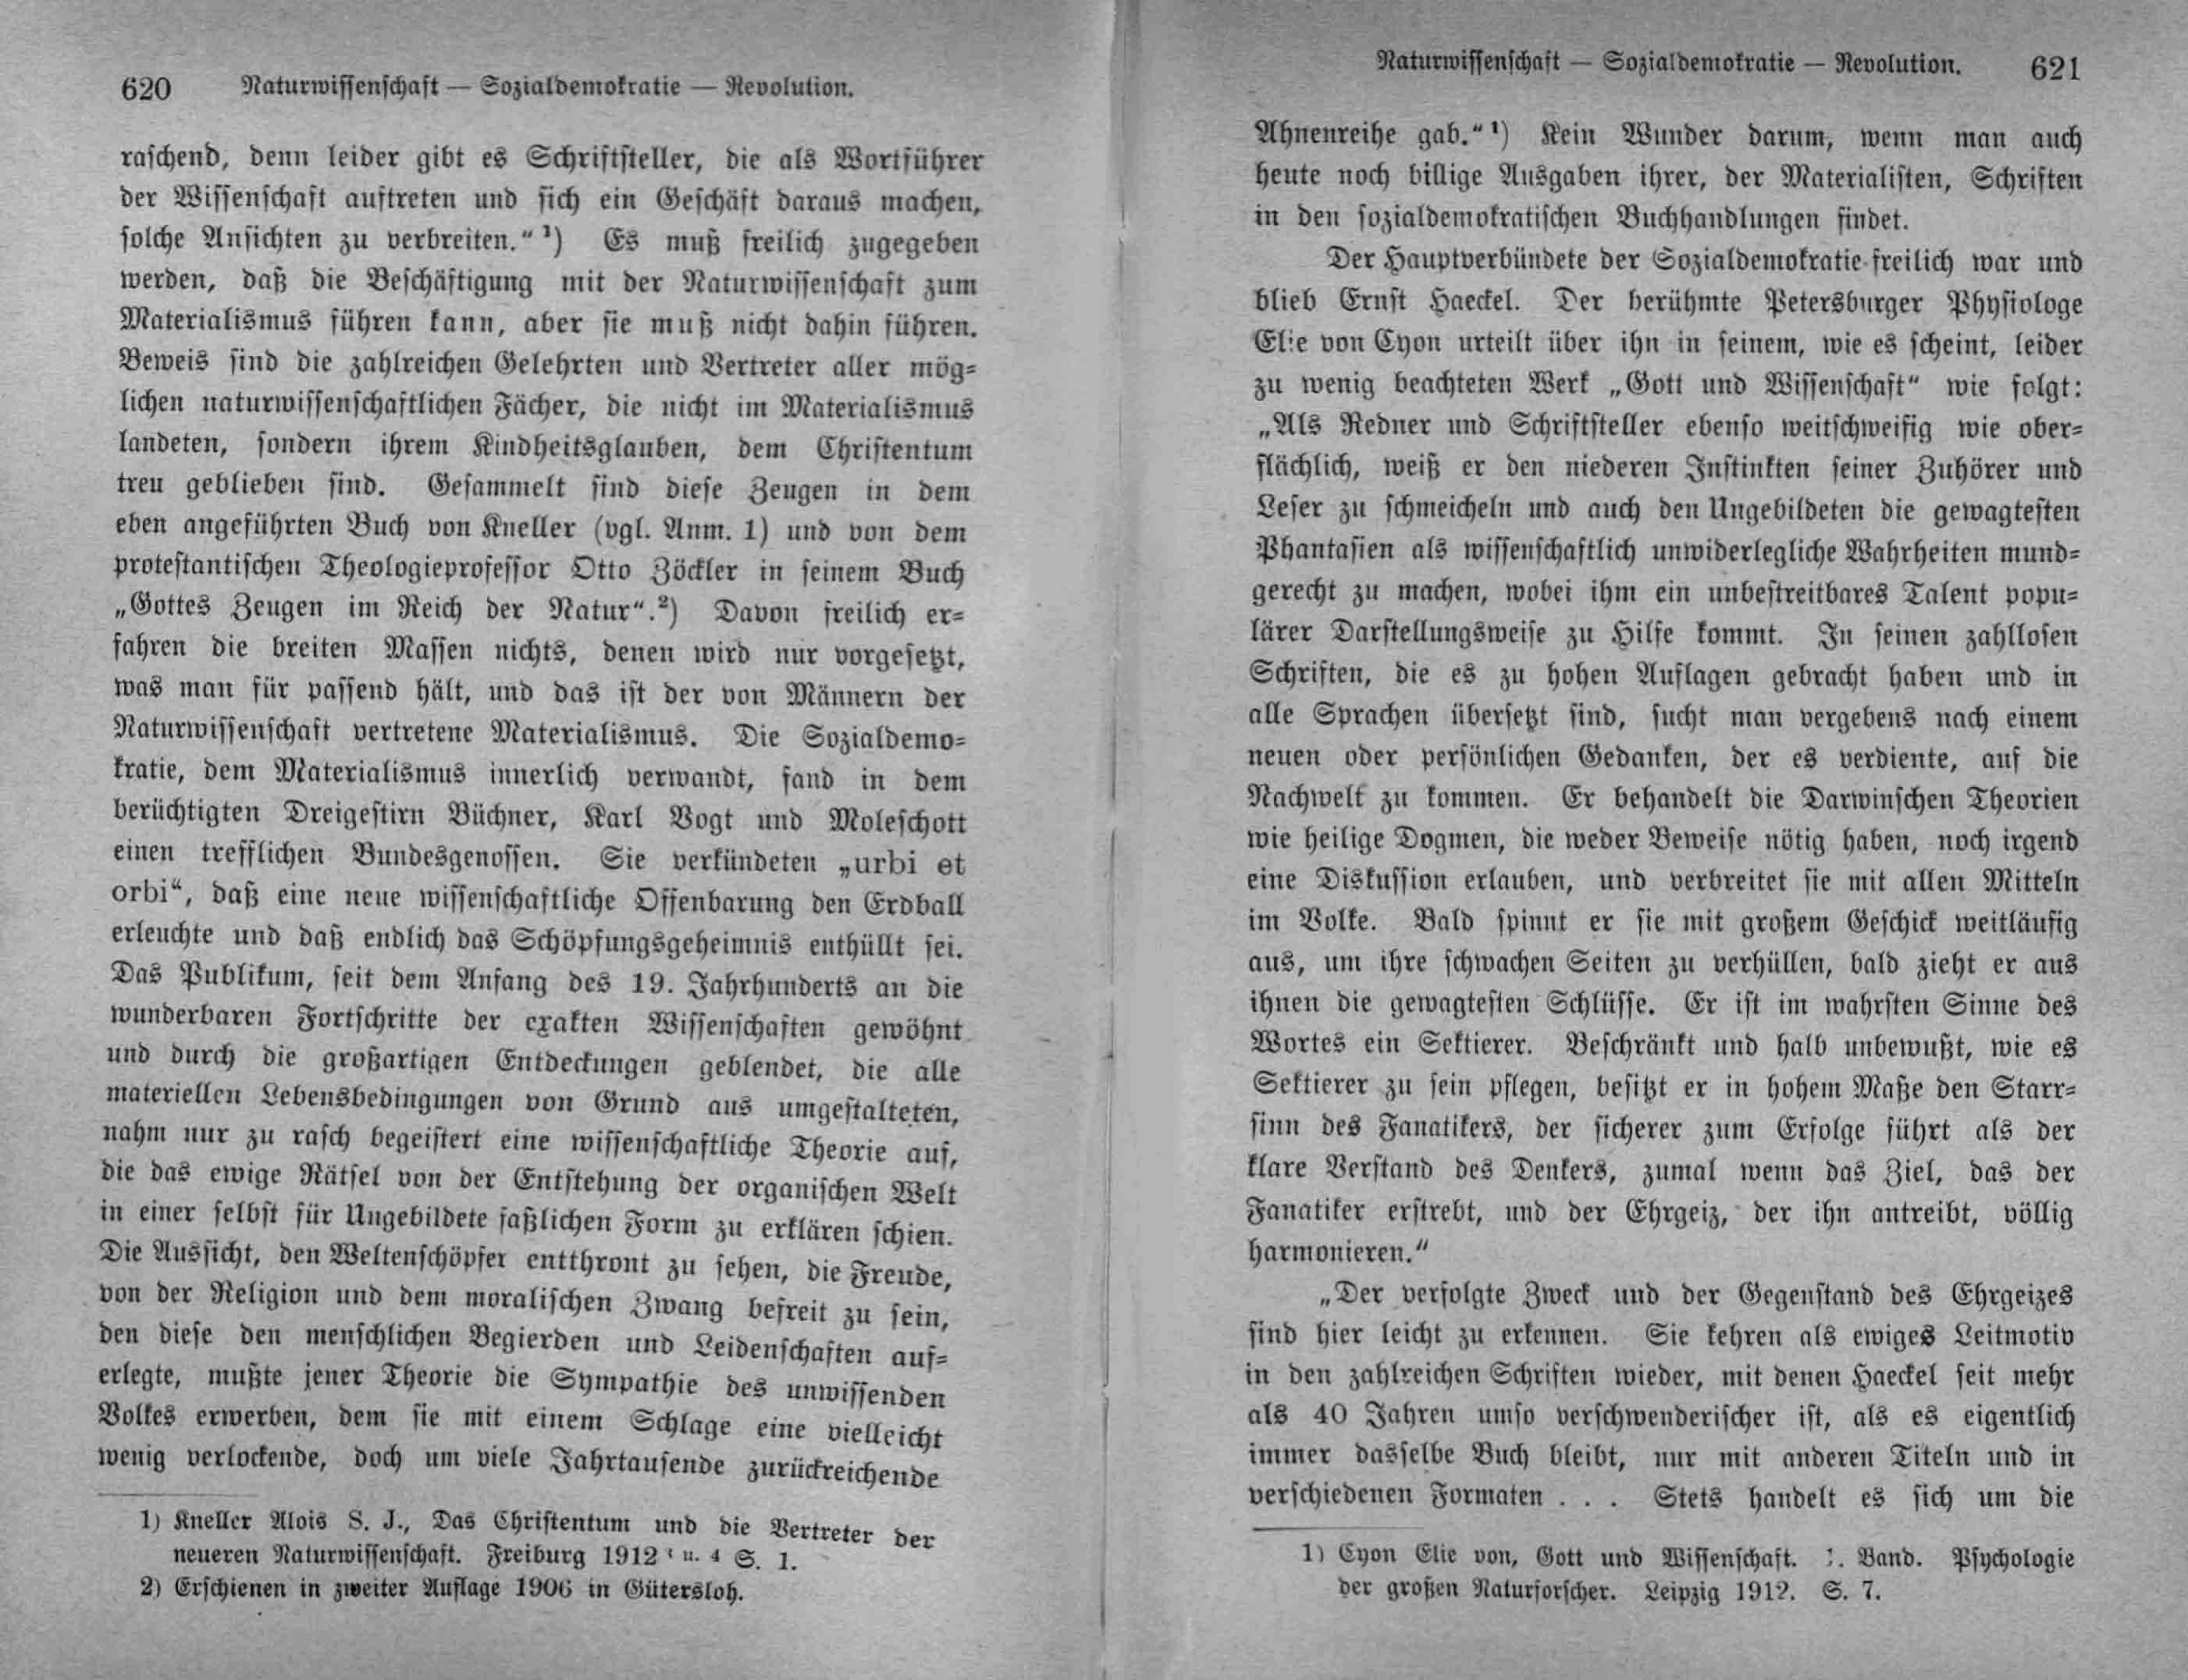 620 Naturwissenschaft — Sozialdemokratie — Revolution.
raschend, denn leider gibt es Schriftsteller, die als Wortführer
der Wissenschaft auftreten und sich ein Geschäft daraus machen,
solche Ansichten zu verbreiten.“ ¹) Es muß freilich zugegeben
werden, daß die Beschäftigung mit der Naturwissenschaft zum
Materialismus führen kann, aber sie muß nicht dahin führen.
Beweis sind die zahlreichen Gelehrten und Vertreter aller mög-
lichen naturwissenschaftlichen Fächer, die nicht im Materialismus
landeten, sondern ihrem Kindheitsglauben, dem Christentum
treu geblieben sind. Gesammelt sind diese Zeugen in dem
eben angeführten Buch von Kneller (vgl. Anm. 1) und von dem
protestantischen Theologieprofessor Otto Zöckler in seinem Buch
„Gottes Zeugen im Reich der Natur“.²) Davon freilich er-
fahren die breiten Massen nichts, denen wird nur vorgesetzt,
was man für passend hält, und das ist der von Männern der
Naturwissenschaft vertretene Materialismus. Die Sozialdemo-
kratie, dem Materialismus innerlich verwandt, fand in dem
berüchtigten Dreigestirn Büchner, Karl Vogt und Moleschott
einen trefflichen Bundesgenossen. Sie verkündeten „urbi et
orbi“, daß eine neue wissenschaftliche Offenbarung den Erdball
erleuchte und daß endlich das Schöpfungsgeheimnis enthüllt sei.
Das Publikum, seit dem Anfang des 19. Jahrhunderts an die
wunderbaren Fortschritte der exakten Wissenschaften gewöhnt
und durch die großartigen Entdeckungen geblendet, die alle
materiellen Lebensbedingungen von Grund aus umgestalteten,
nahm nur zu rasch begeistert eine wissenschaftliche Theorie auf,
die das ewige Rätsel von der Entstehung der organischen Welt
in einer selbst für Ungebildete faßlichen Form zu erklären schien.
Die Aussicht, den Weltenschöpfer entthront zu sehen, die Freude,
von der Religion und dem moralischen Zwang befreit zu sein,
den diese den menschlichen Begierden und Leidenschaften auf-
erlegte, mußte jener Theorie die Sympathie des unwissenden
Volkes erwerben, dem sie mit einem Schlage eine vielleicht
wenig verlockende, doch um viele Jahrtausende zurückreichende
1) Kneller Alois S. J., Das Christentum und die Vertreter der
neueren Naturwissenschaft. Freiburg 1912 ³ u. ⁴ S. 1.
2) Erschienen in zweiter Auflage 1906 in Gütersloh.
Naturwissenschaft — Sozialdemokratie — Revolution. 621
Ahnenreihe gab.“ ¹) Kein Wunder darum, wenn man auch
heute noch billige Ausgaben ihrer, der Materialisten, Schriften
in den sozialdemokratischen Buchhandlungen findet.
Der Hauptverbündete der Sozialdemokratie freilich war und
blieb Ernst Haeckel. Der berühmte Petersburger Physiologe
Elie von Cyon urteilt über ihn in seinem, wie es scheint, leider
zu wenig beachteten Werk „Gott und Wissenschaft“ wie folgt:
„Als Redner und Schriftsteller ebenso weitschweifig wie ober-
flächlich, weiß er den niederen Instinkten seiner Zuhörer und
Leser zu schmeicheln und auch den Ungebildeten die gewagtesten
Phantasien als wissenschaftlich unwiderlegliche Wahrheiten mund-
gerecht zu machen, wobei ihm ein unbestreitbares Talent popu-
lärer Darstellungsweise zu Hilfe kommt. In seinen zahllosen
Schriften, die es zu hohen Auflagen gebracht haben und in
alle Sprachen übersetzt sind, sucht man vergebens nach einem
neuen oder persönlichen Gedanken, der es verdiente, auf die
Nachwelt zu kommen. Er behandelt die Darwinschen Theorien
wie heilige Dogmen, die weder Beweise nötig haben, noch irgend
eine Diskussion erlauben, und verbreitet sie mit allen Mitteln
im Volke. Bald spinnt er sie mit großem Geschick weitläufig
aus, um ihre schwachen Seiten zu verhüllen, bald zieht er aus
ihnen die gewagtesten Schlüsse. Er ist im wahrsten Sinne des
Wortes ein Sektierer. Beschränkt und halb unbewußt, wie es
Sektierer zu sein pflegen, besitzt er in hohem Maße den Starr-
sinn des Fanatikers, der sicherer zum Erfolge führt als der
klare Verstand des Denkers, zumal wenn das Ziel, das der
Fanatiker erstrebt, und der Ehrgeiz, der ihn antreibt, völlig
harmonieren.“
„Der verfolgte Zweck und der Gegenstand des Ehrgeizes
sind hier leicht zu erkennen. Sie kehren als ewiges Leitmotiv
in den zahlreichen Schriften wieder, mit denen Haeckel seit mehr
als 40 Jahren umso verschwenderischer ist, als es eigentlich
immer dasselbe Buch bleibt, nur mit anderen Titeln und in
verschiedenen Formaten . . . Stets handelt es sich um die
1) Cyon Elie von, Gott und Wissenschaft. Band. Psychologie
der großen Naturforscher. Leipzig 1912. S. 7.